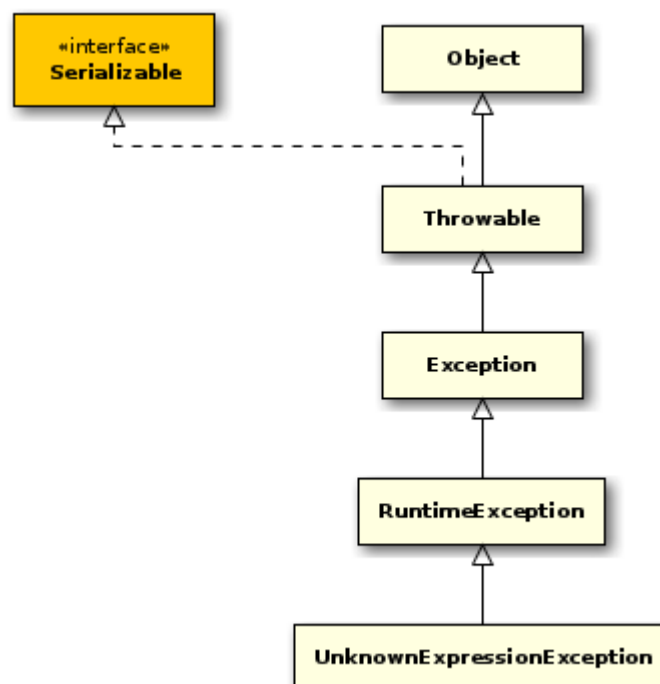 «interface»
Serializable
Object
Throwable
Exception
RuntimeException
UnknownExpressionException